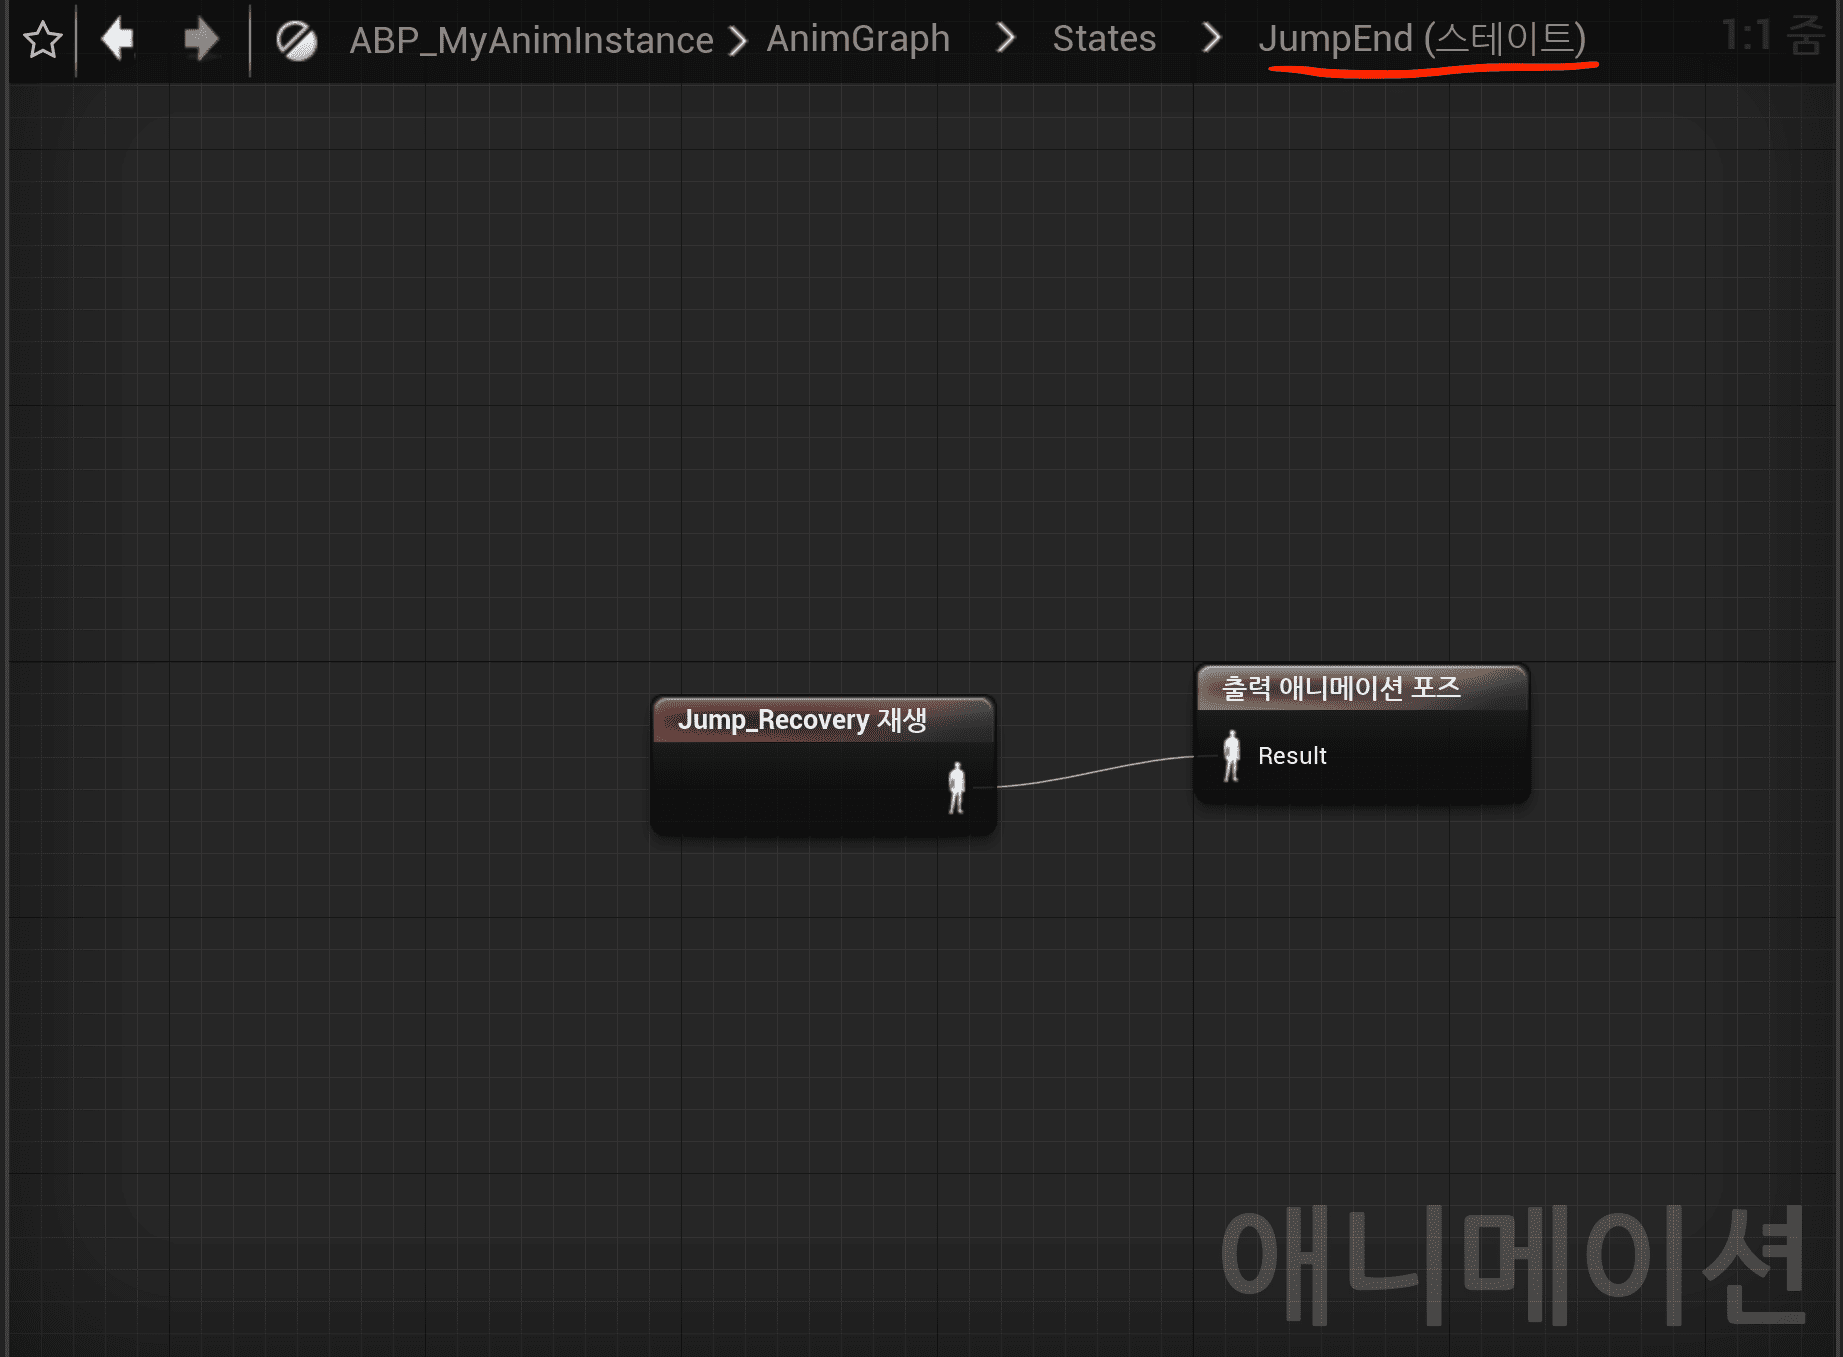 ABP_MyAnimInstance > AnimGraph > States > JumpEnd (스테이트)
1:1 줌
출력 애니메이션 포즈
Jump_Recovery 재생
Result
애니메이션